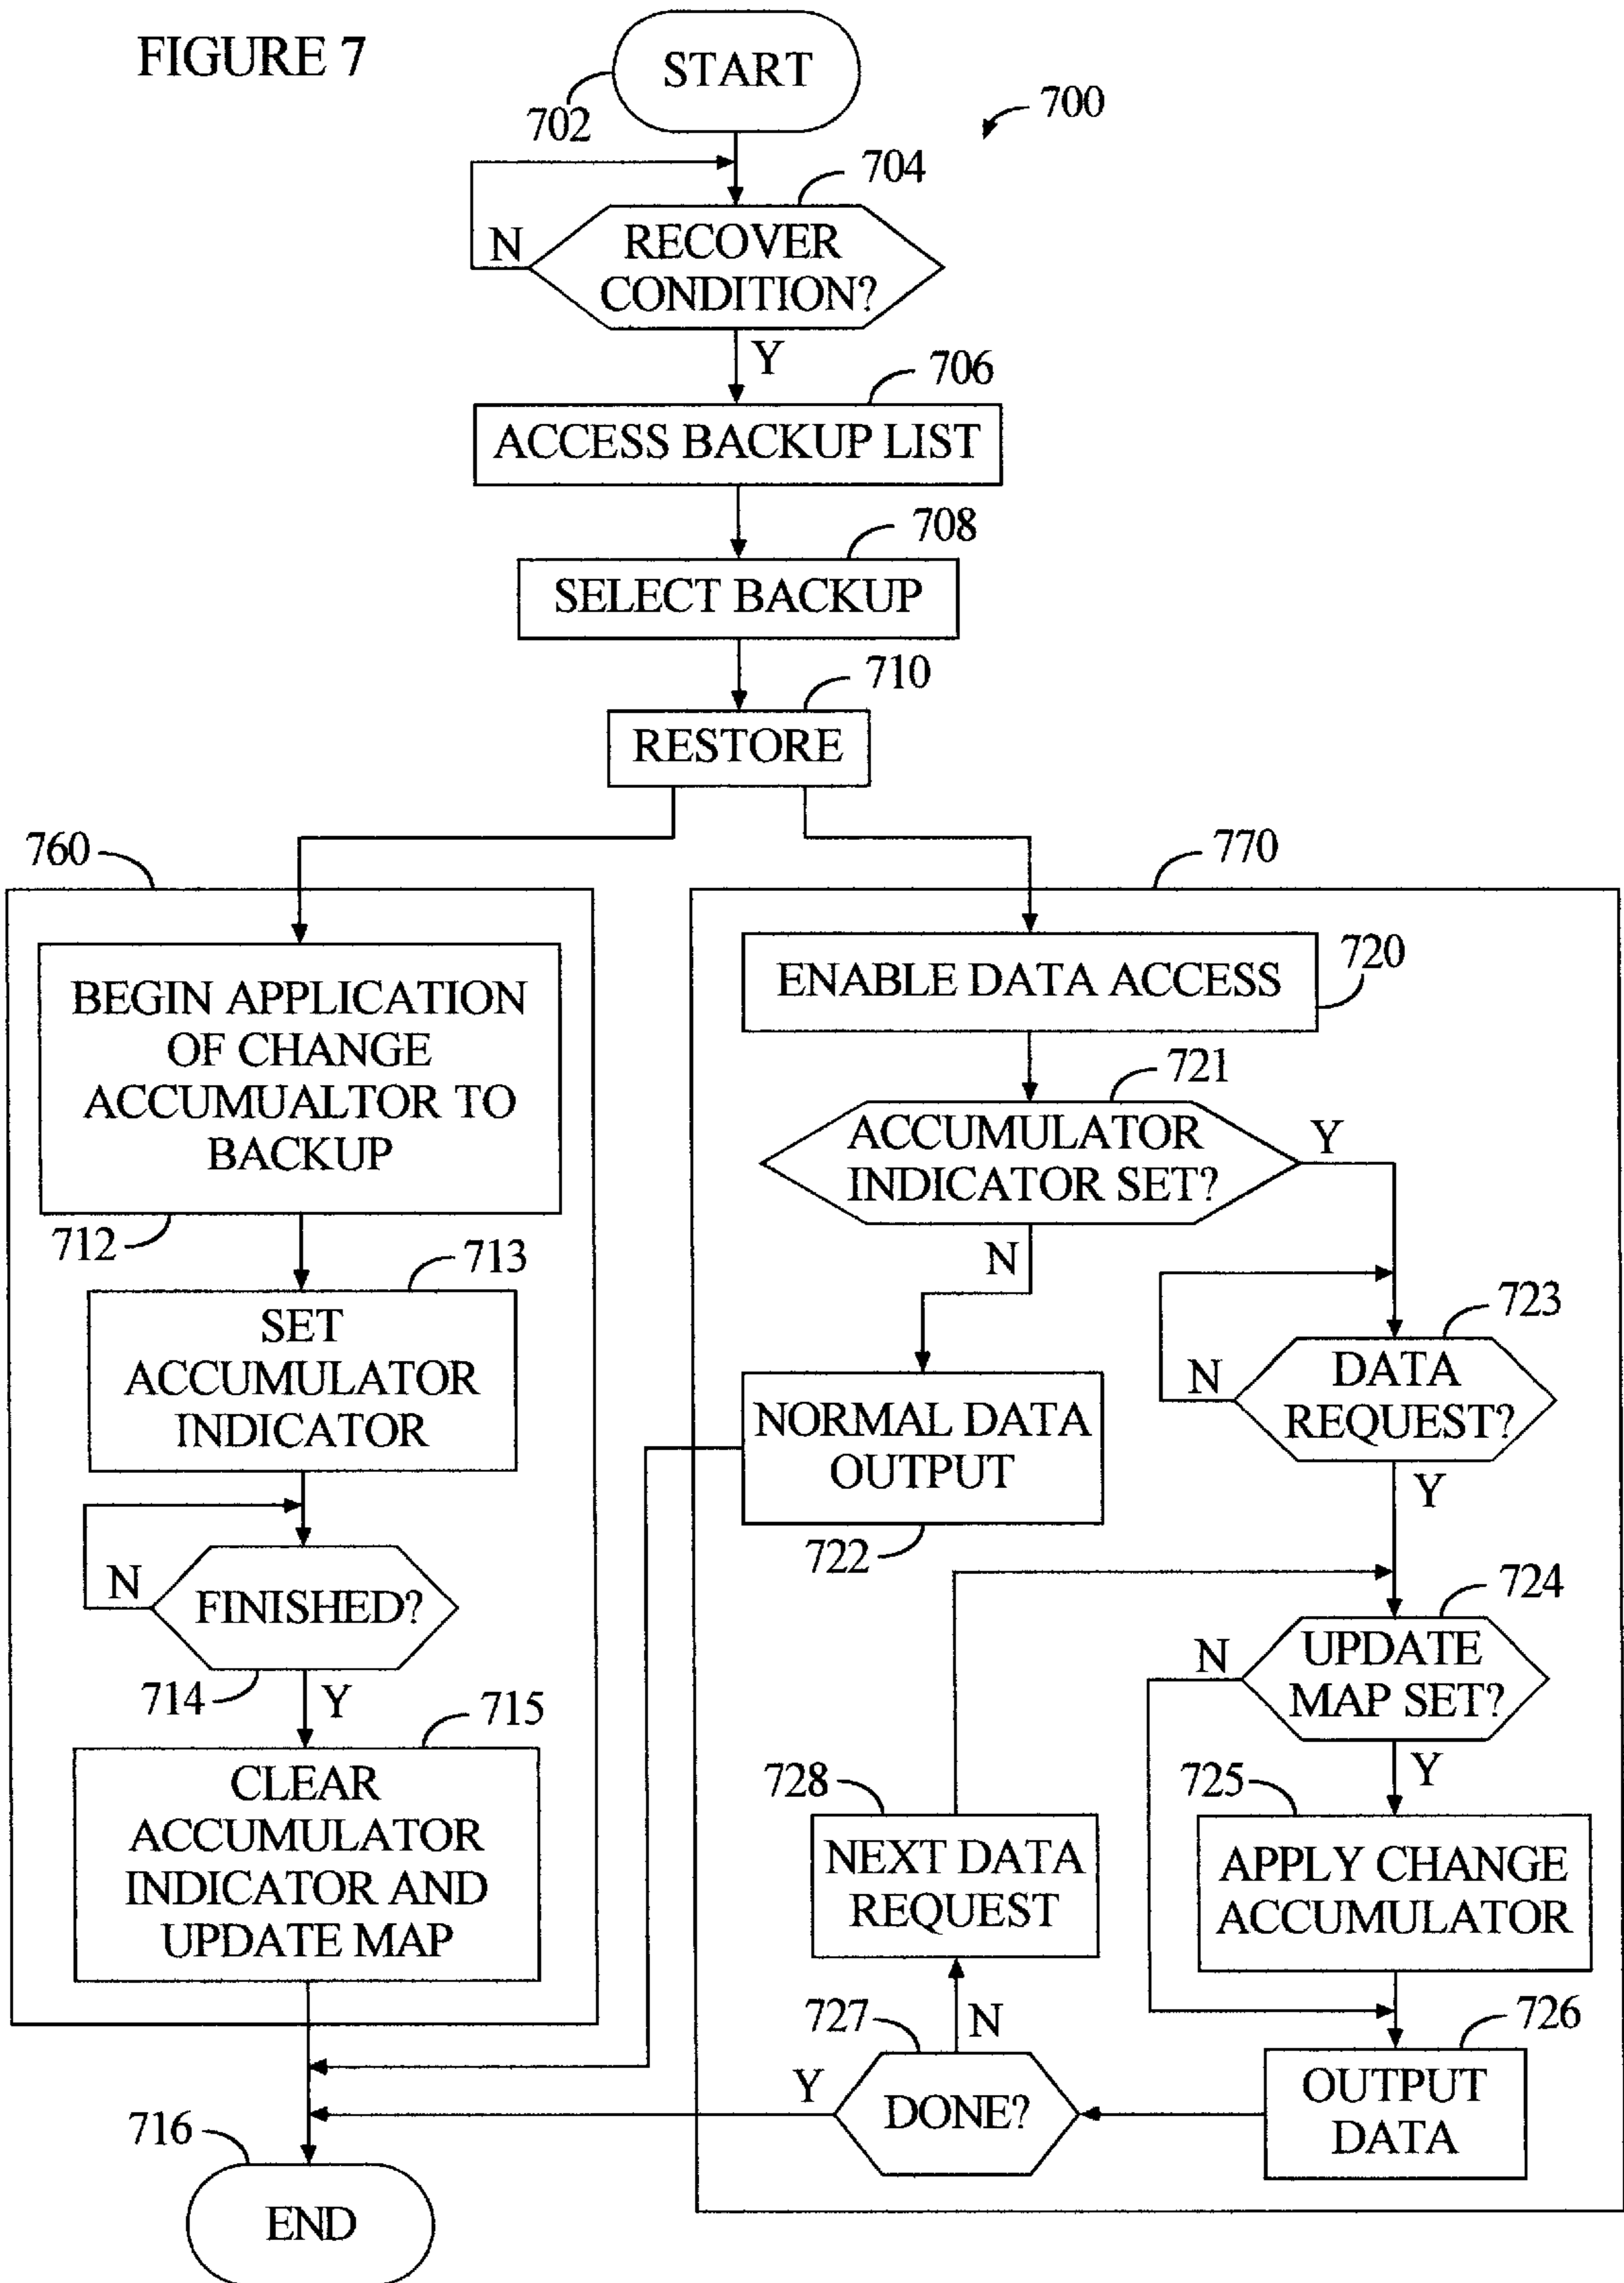 FIGURE 7
START
702
700
704
RECOVER
CONDITION?
N
Y
706
ACCESS BACKUP LIST
708
SELECT BACKUP
710
RESTORE
760
BEGIN APPLICATION
OF CHANGE
ACCUMUALTOR TO
BACKUP
712
713
SET
ACCUMULATOR
INDICATOR
N
FINISHED?
714
Y
715
CLEAR
ACCUMULATOR
INDICATOR AND
UPDATE MAP
716
END
770
ENABLE DATA ACCESS
720
721
ACCUMULATOR
INDICATOR SET?
Y
N
NORMAL DATA
OUTPUT
722
723
DATA
REQUEST?
N
Y
724
UPDATE
MAP SET?
N
Y
725
APPLY CHANGE
ACCUMULATOR
726
OUTPUT
DATA
727
DONE?
Y
N
728
NEXT DATA
REQUEST